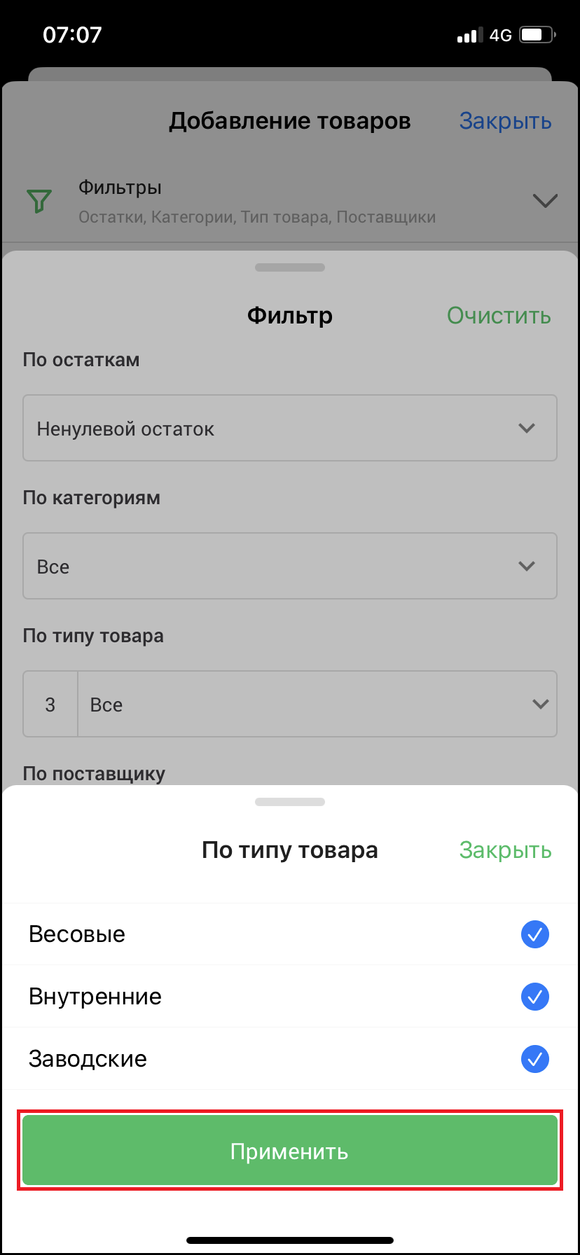 07:07
4G
Добавление товаров
Закрыть
Фильтры
Остатки, Категории, Тип товара, Поставщики
Фильтр
Очистить
По остаткам
Ненулевой остаток
По категориям
Все
По типу товара
3 Все
По поставщику
По типу товара
Закрыть
Весовые
Внутренние
Заводские
Применить